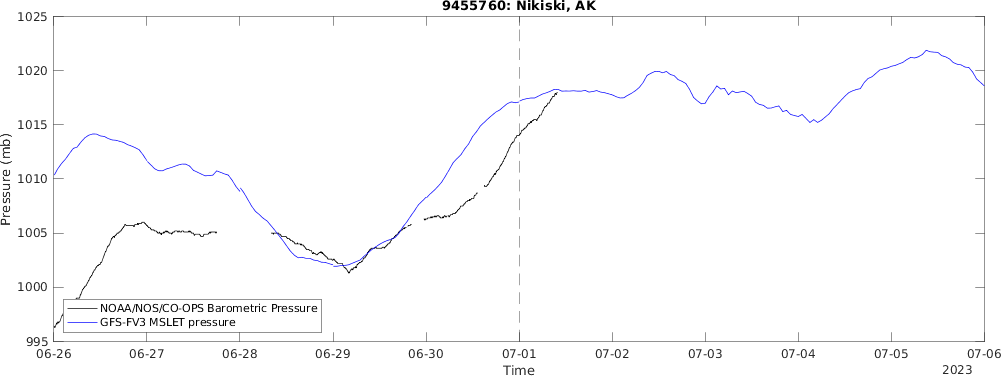 9455760: Nikiski, AK
Pressure (mb)
1025
1020
1015
1010
1005
1000
995
NOAA/NOS/CO-OPS Barometric Pressure
GFS-FV3 MSLET pressure
06-26 06-27 06-28 06-29 06-30 07-01 07-02 07-03 07-04 07-05 07-06
Time
2023